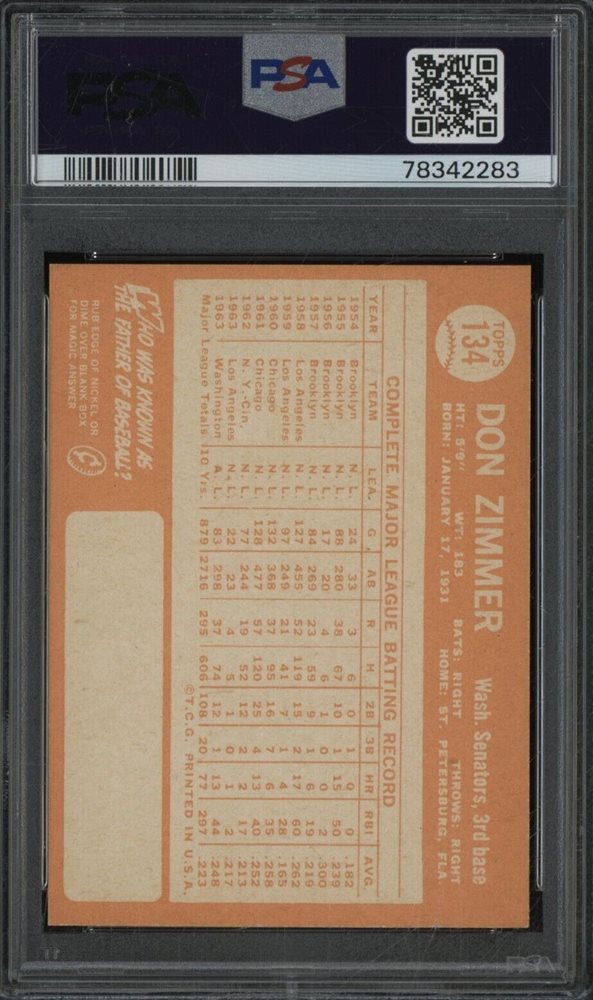 PSA
PSA
78342283
TOPPS
134
DON ZIMMER Wash. Senators, 3rd base
HT: 5'9" WT: 183 BATS: RIGHT THROWS: RIGHT
BORN: JANUARY 17, 1931 HOME: ST. PETERSBURG, FLA.
COMPLETE MAJOR LEAGUE BATTING RECORD
YEAR TEAM LEA. G AB R H 2B 3B HR RBI AVG.
1954 Brooklyn N. L. 24 33 3 6 0 1 0 0 .182
1955 Brooklyn N. L. 88 280 38 67 10 1 15 50 .239
1956 Brooklyn N. L. 17 20 4 6 1 0 0 2 .300
1957 Brooklyn N. L. 84 269 23 59 9 1 6 19 .219
1958 Los Angeles N. L. 127 455 52 119 15 2 17 60 .262
1959 Los Angeles N. L. 97 249 21 41 7 1 4 28 .165
1960 Chicago N. L. 132 368 37 95 16 7 6 35 .258
1961 Chicago N. L. 128 477 57 120 25 4 13 40 .252
1962 N. Y.-Cin. N. L. 77 244 19 52 12 2 2 17 .213
1963 Los Angeles N. L. 22 23 4 5 1 0 1 2 .217
1963 Washington A. L. 83 298 37 74 12 1 13 44 .248
Major League Totals 10 Yrs. 879 2716 295 606 108 20 77 297 .223
©T.C.G. PRINTED IN U.S.A.
WHO WAS KNOWN AS
THE FATHER OF BASEBALL?
RUB EDGE OF NICKEL OR
DIME OVER BLANK BOX
FOR MAGIC ANSWER
PSA